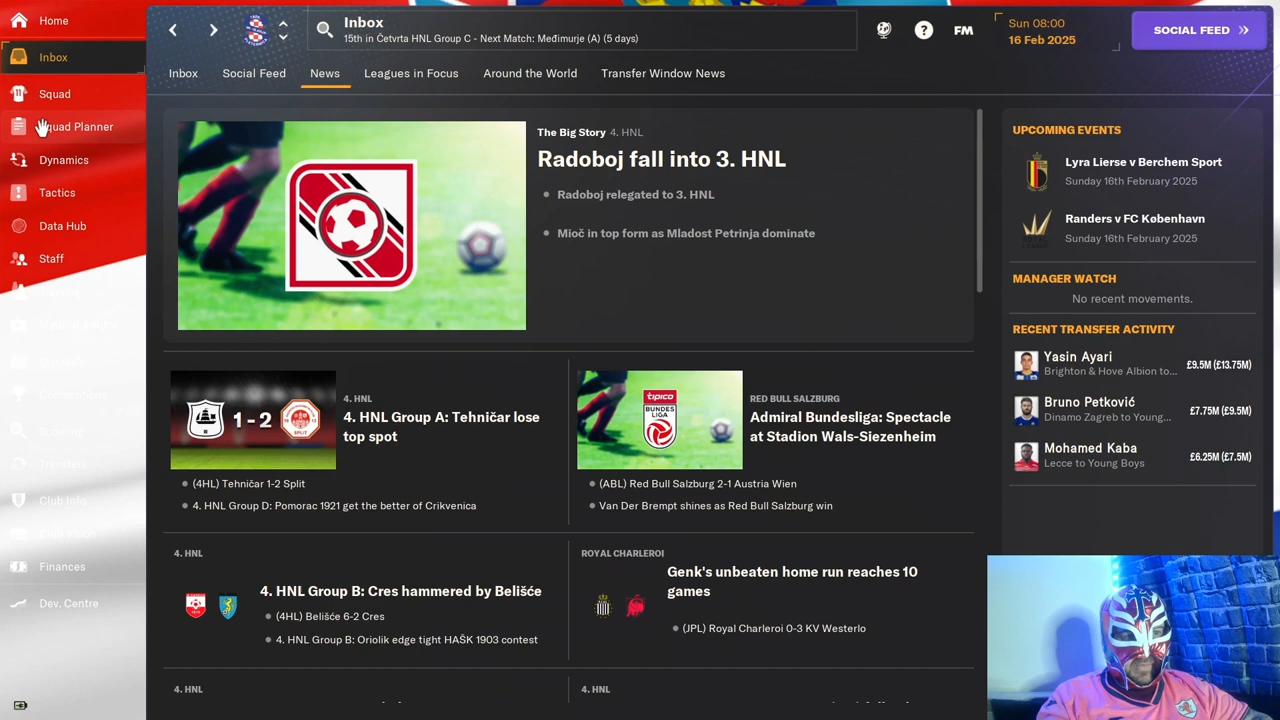 Home
Inbox
Squad
Squad Planner
Dynamics
Tactics
Data Hub
Staff
Club Info
Finances
Dev. Centre
Inbox
15th in Četvrta HNL Group C - Next Match: Međimurje (A) (5 days)
FM
Sun 08:00
16 Feb 2025
SOCIAL FEED
Inbox
Social Feed
News
Leagues in Focus
Around the World
Transfer Window News
The Big Story 4. HNL
Radoboj fall into 3. HNL
Radoboj relegated to 3. HNL
Mioč in top form as Mladost Petrinja dominate
1 - 2
SPLIT
4. HNL
4. HNL Group A: Tehničar lose
top spot
(4HL) Tehničar 1-2 Split
4. HNL Group D: Pomorac 1921 get the better of Crikvenica
tipico
BUNDES
LIGA
RED BULL SALZBURG
Admiral Bundesliga: Spectacle
at Stadion Wals-Siezenheim
(ABL) Red Bull Salzburg 2-1 Austria Wien
Van Der Brempt shines as Red Bull Salzburg win
4. HNL
4. HNL Group B: Cres hammered by Belišće
(4HL) Belišće 6-2 Cres
4. HNL Group B: Oriolik edge tight HAŠK 1903 contest
ROYAL CHARLEROI
Genk's unbeaten home run reaches 10
games
(JPL) Royal Charleroi 0-3 KV Westerlo
4. HNL
4. HNL
UPCOMING EVENTS
Lyra Lierse v Berchem Sport
Sunday 16th February 2025
Randers v FC København
Sunday 16th February 2025
MANAGER WATCH
No recent movements.
RECENT TRANSFER ACTIVITY
Yasin Ayari
Brighton & Hove Albion to...
£9.5M (£13.75M)
Bruno Petković
Dinamo Zagreb to Young...
£7.75M (£9.5M)
Mohamed Kaba
Lecce to Young Boys
£6.25M (£7.5M)